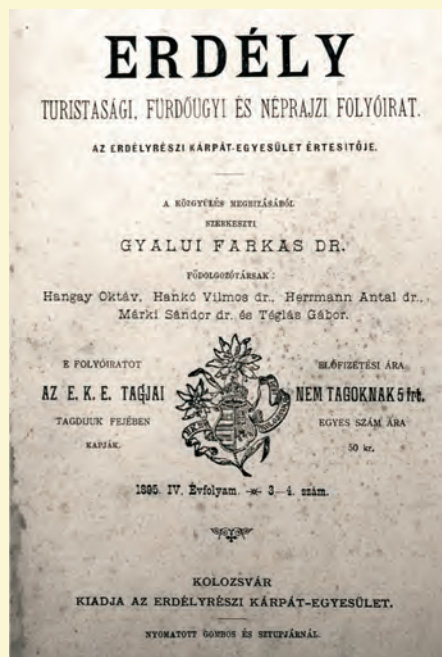 ERDÉLY
TURISTASÁGI, FÜRDŐÜGYI ÉS NÉPRAJZI FOLYÓIRAT.
AZ ERDÉLYRÉSZI KÁRPÁT-EGYESÜLET ÉRTESITŐJE.
A KÖZGYÜLÉS MEGBIZÁSÁBÓL
SZERKESZTI
GYALUI FARKAS DR.
FŐDOLGOZÓTÁRSAK:
Hangay Oktáv, Hankó Vilmos dr., Herrmann Antal dr.,
Márki Sándor dr. és Téglás Gábor.
E FOLYÓIRATOT
AZ E. K. E. TAGJAI
TAGDIJUK FEJÉBEN
KAPJÁK.
ELŐFIZETÉSI ÁRA
NEM TAGOKNAK 5 frt.
EGYES SZÁM ÁRA
50 kr.
1895. IV. Évfolyam. 3—4. szám.
KOLOZSVÁR
KIADJA AZ ERDÉLYRÉSZI KÁRPÁT-EGYESÜLET.
NYOMATOTT GOMBOS ÉS SZTUPJÁRNÁL.